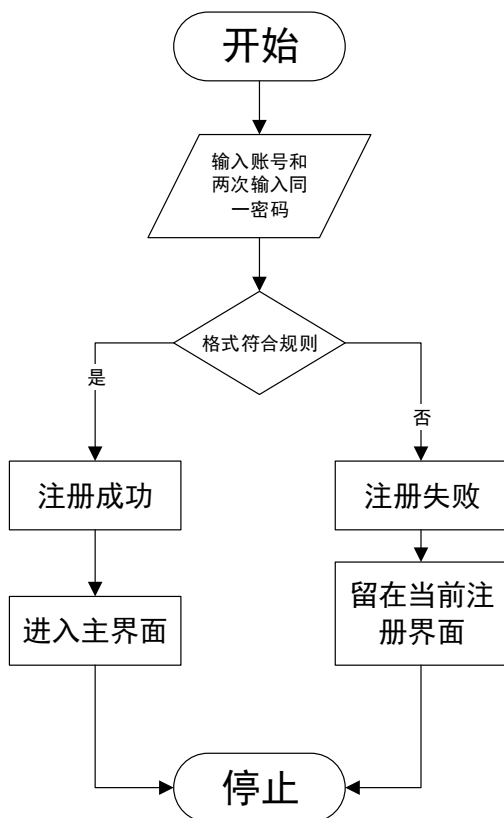 开始
输入账号和
两次输入同
一密码
格式符合规则
是
否
注册成功
注册失败
进入主界面
留在当前注
册界面
停止